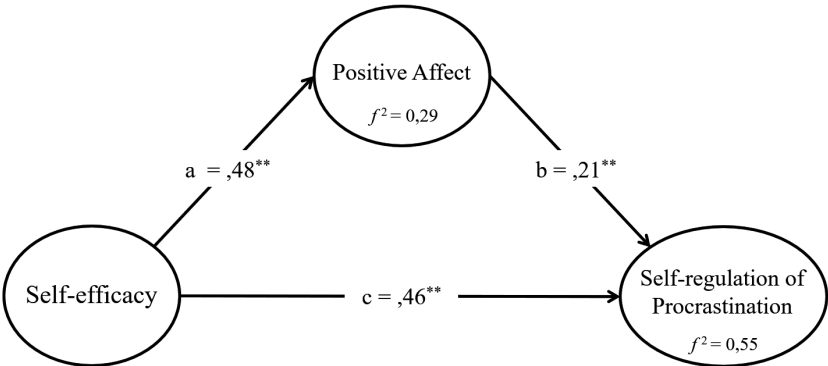 Positive Affect
f² = 0,29
a = ,48**
b = ,21**
Self-efficacy
c = ,46**
Self-regulation of
Procrastination
f² = 0,55